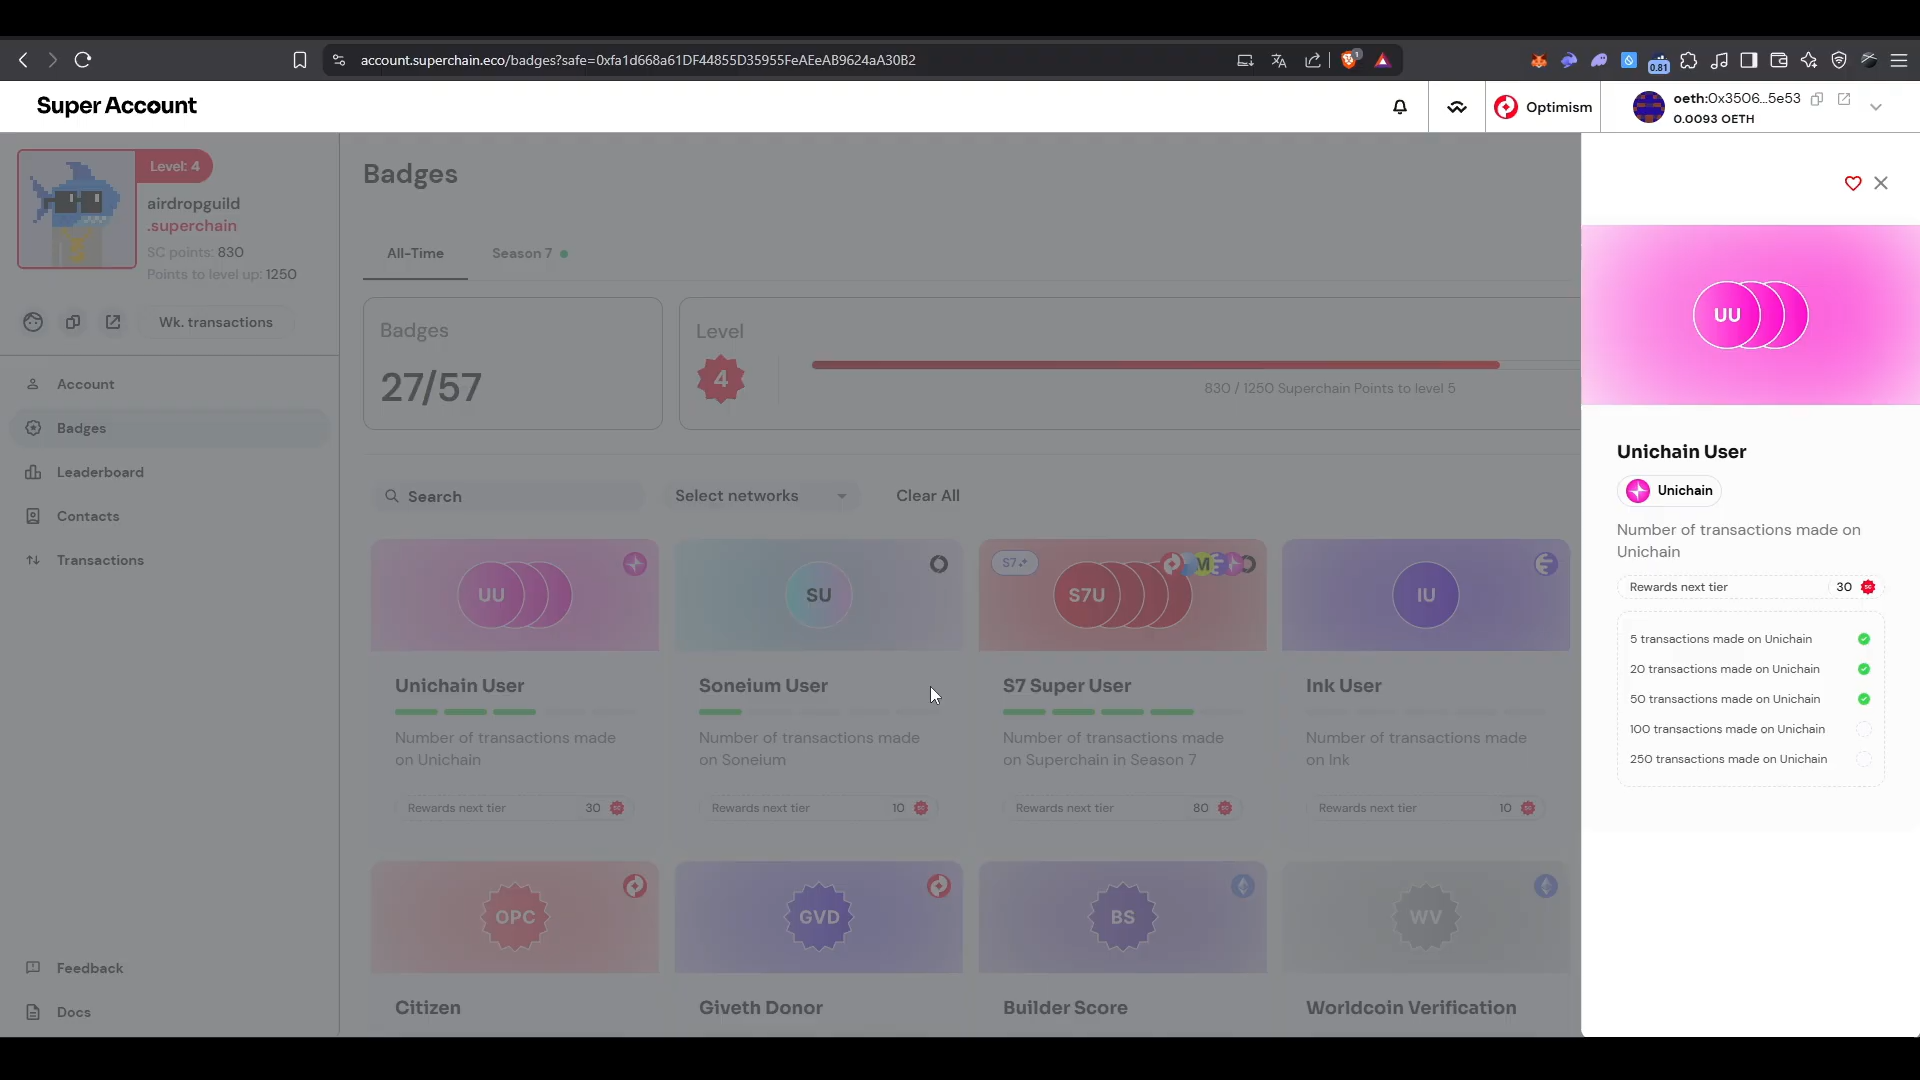 account.superchain.eco/badges?safe=0xfa1d668a61DF44855D35955FeAEeAB9624aA30B2
1
0.81
Super Account
Optimism
oeth:0x3506...5e53
0.0093 OETH
Level: 4
airdropguild
.superchain
SC points: 830
Points to level up: 1250
Wk. transactions
Account
Badges
Leaderboard
Contacts
Transactions
Feedback
Docs
Badges
All-Time
Season 7
Badges
27/57
Level
4
830 / 1250 Superchain Points to level 5
Search
Select networks
Clear All
UU
Unichain User
Number of transactions made
on Unichain
Rewards next tier 30
SU
Soneium User
Number of transactions made
on Soneium
Rewards next tier 10
S7
S7U
M
S7 Super User
Number of transactions made
on Superchain in Season 7
Rewards next tier 80
IU
Ink User
Number of transactions made
on Ink
Rewards next tier 10
OPC
Citizen
GVD
Giveth Donor
BS
Builder Score
WV
Worldcoin Verification
UU
Unichain User
Unichain
Number of transactions made on
Unichain
Rewards next tier 30
5 transactions made on Unichain
20 transactions made on Unichain
50 transactions made on Unichain
100 transactions made on Unichain
250 transactions made on Unichain